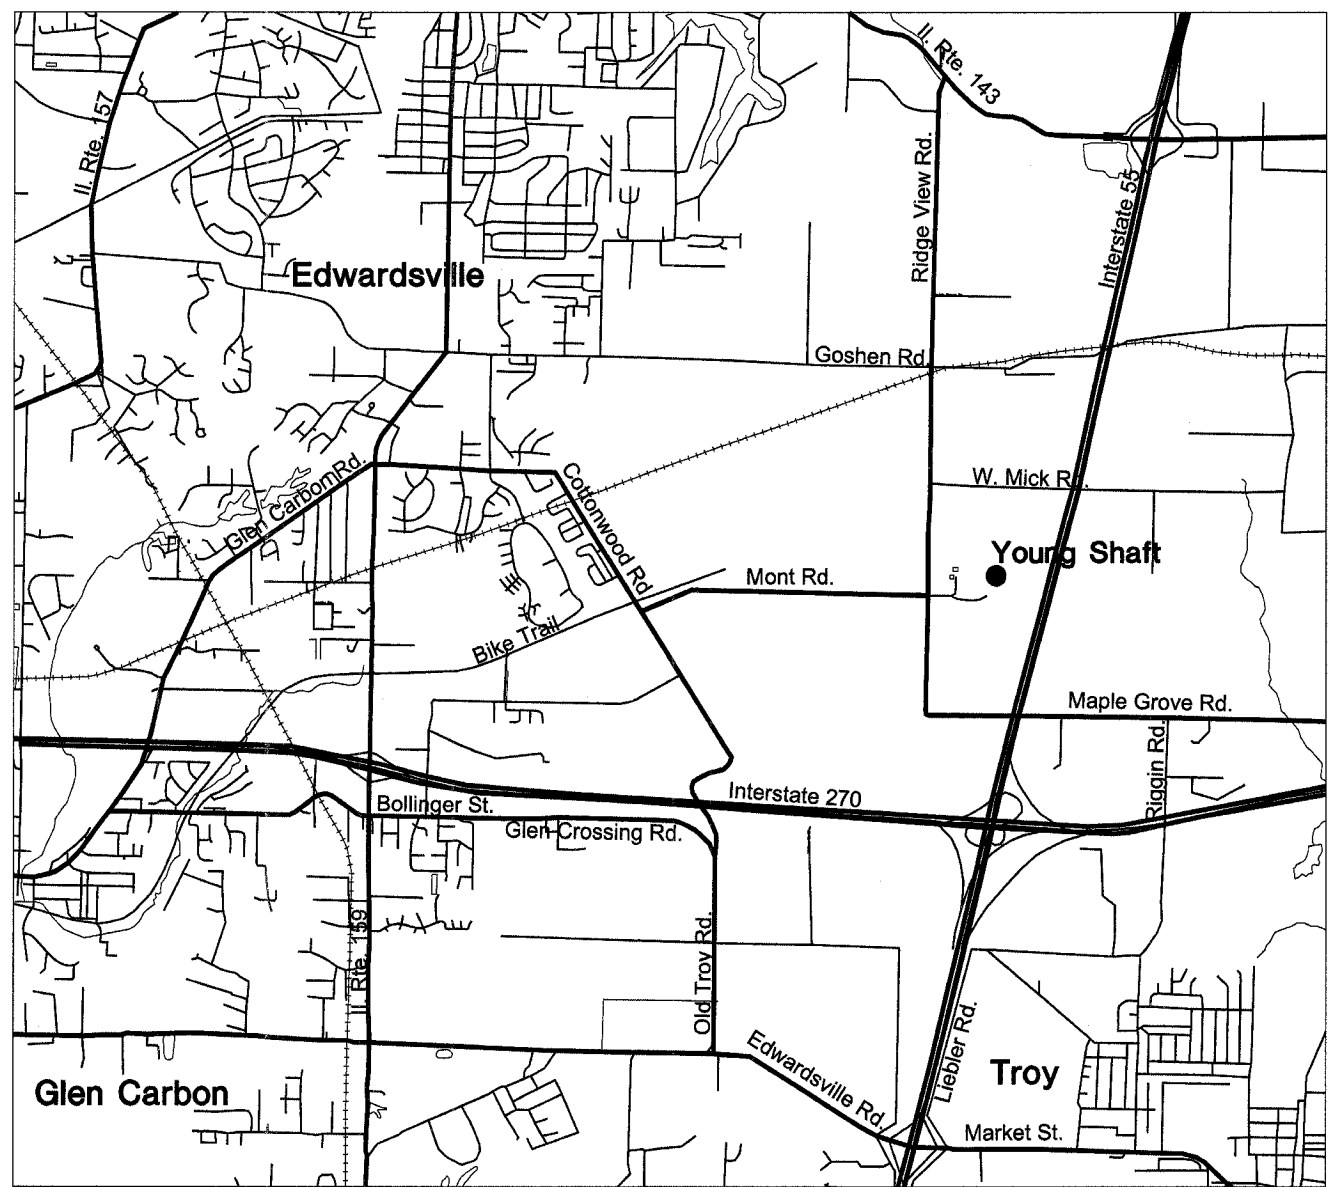 Il. Rte. 143
Il. Rte. 157
Ridge View Rd.
Interstate 55
Edwardsville
Goshen Rd.
Glen Carbon Rd.
Cottonwood Rd.
W. Mick Rd.
Young Shaft
Mont Rd.
Bike Trail
Maple Grove Rd.
Riggin Rd.
Interstate 270
Bollinger St.
Glen Crossing Rd.
Il. Rte. 159
Old Troy Rd.
Edwardsville Rd.
Liebler Rd.
Troy
Glen Carbon
Market St.